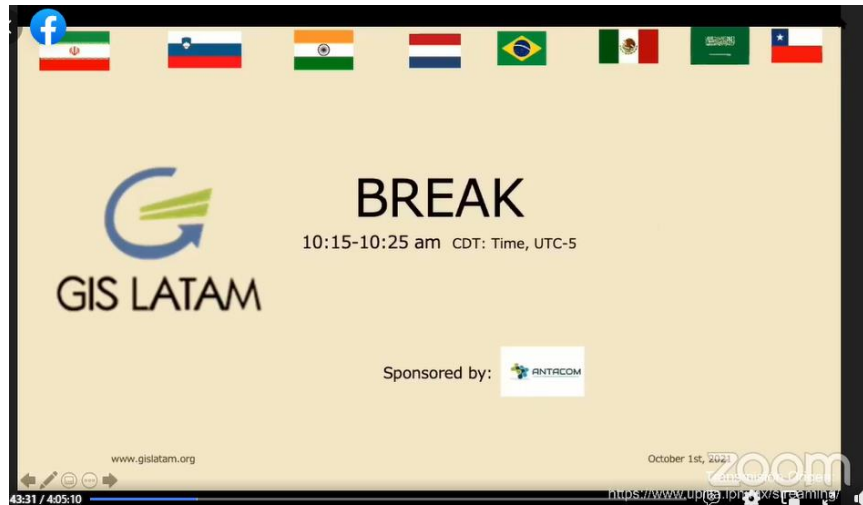 BREAK
10:15-10:25 am CDT: Time, UTC-5
GIS LATAM
Sponsored by: ANTACOM
www.gislatam.org
October 1st, 2021
zoom
43:31 / 4:05:10